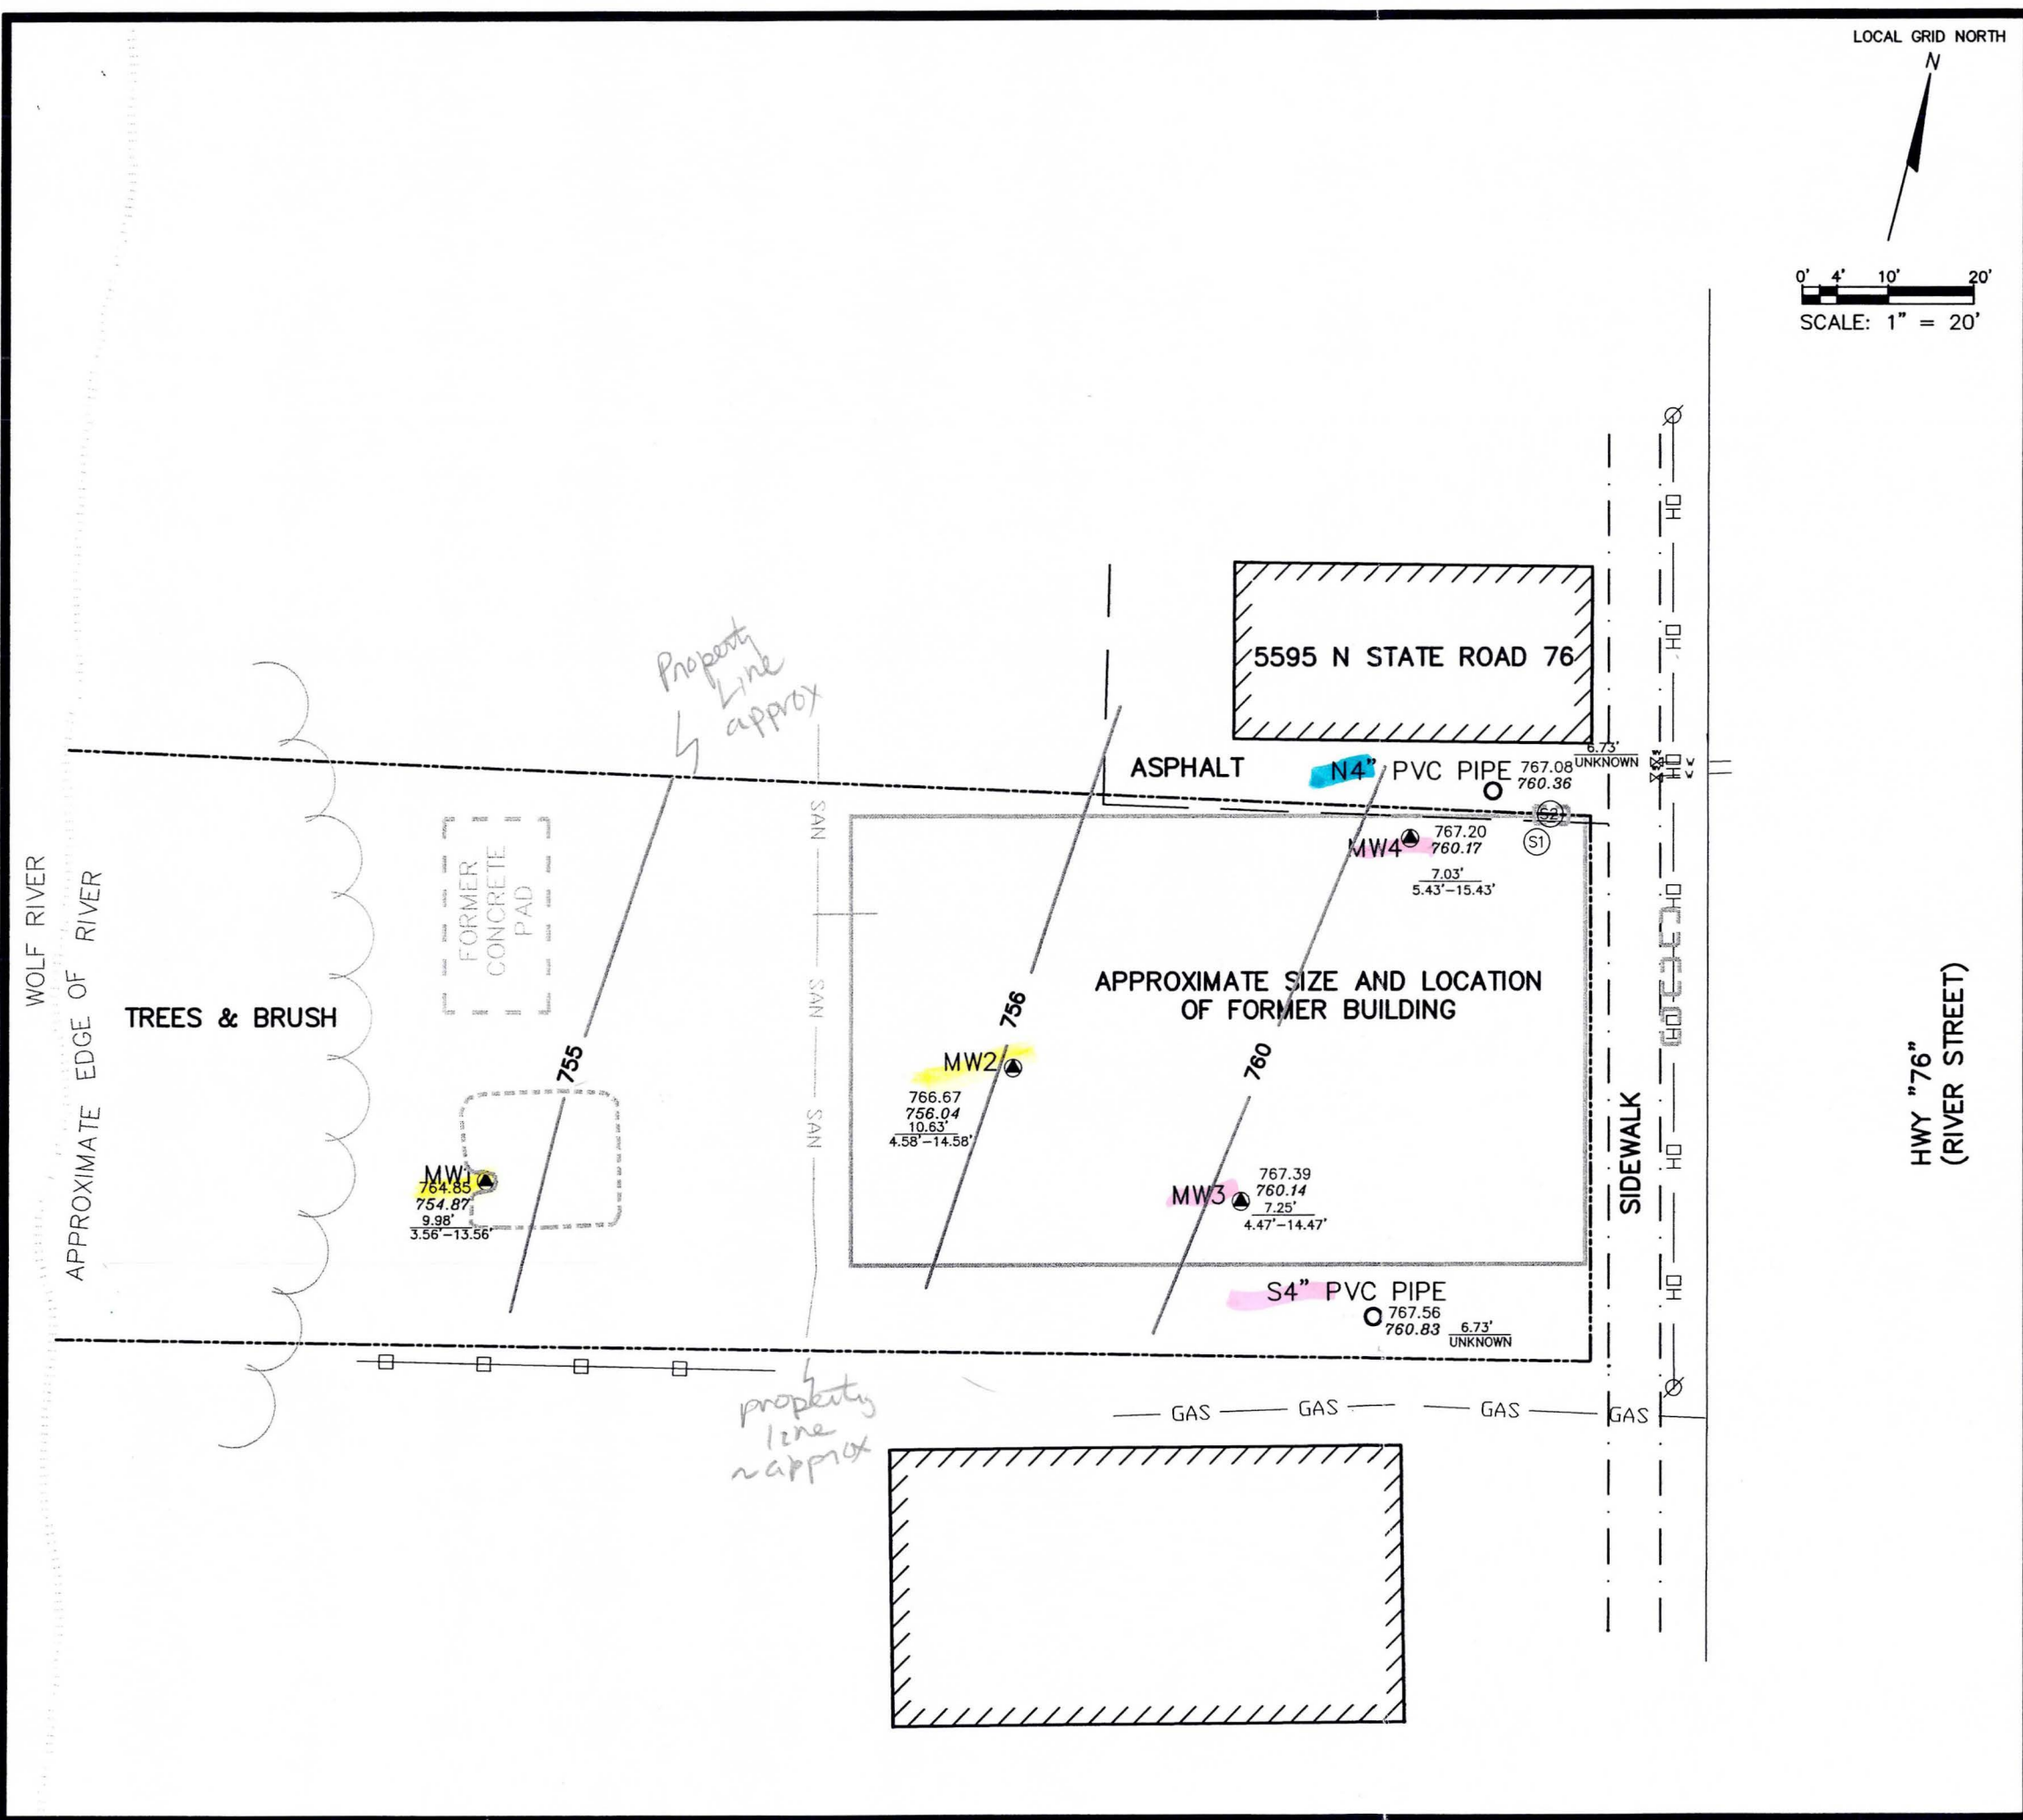 LOCAL GRID NORTH
N
0' 4' 10' 20'
SCALE: 1" = 20'
Property
Line
approx
5595 N STATE ROAD 76
ASPHALT
N4" PVC PIPE
767.08
760.36
6.73'
UNKNOWN
W
W
S2
S1
MW4
767.20
760.17
7.03'
5.43'-15.43'
SAN
SAN
SAN
FORMER
CONCRETE
PAD
WOLF RIVER
APPROXIMATE EDGE OF RIVER
TREES & BRUSH
755
756
760
APPROXIMATE SIZE AND LOCATION
OF FORMER BUILDING
MW2
766.67
756.04
10.63'
4.58'-14.58'
MW1
764.85
754.87
9.98'
3.56'-13.56'
MW3
767.39
760.14
7.25'
4.47'-14.47'
S4" PVC PIPE
767.56
760.83
6.73'
UNKNOWN
SIDEWALK
OH
OH
OH
OH
OH
OH
OH
HWY "76"
(RIVER STREET)
GAS
GAS
GAS
GAS
property
line
~approx